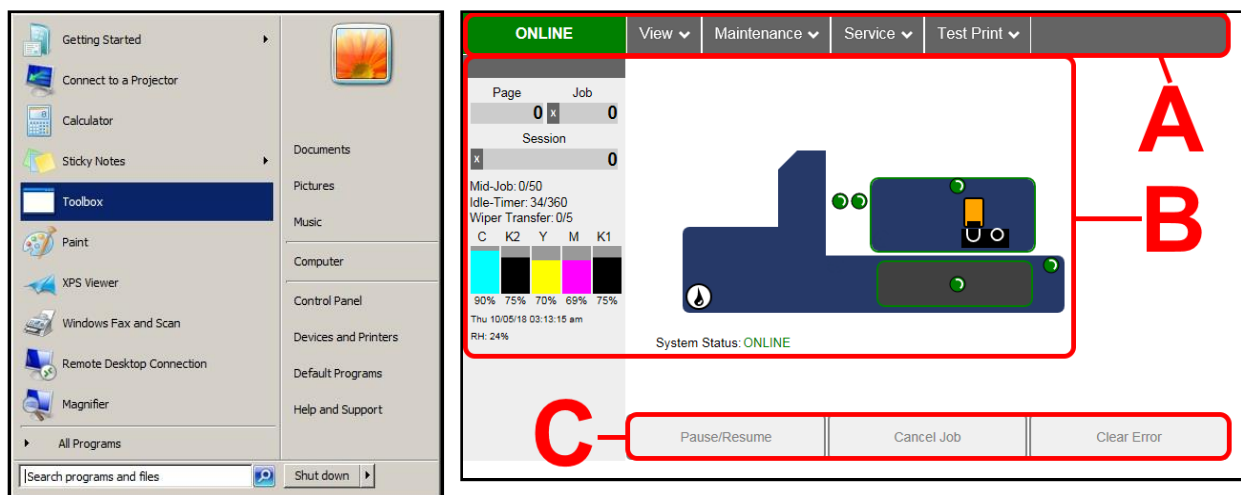 Getting Started
Connect to a Projector
Calculator
Sticky Notes
Toolbox
Paint
XPS Viewer
Windows Fax and Scan
Remote Desktop Connection
Magnifier
All Programs
Search programs and files
Documents
Pictures
Music
Computer
Control Panel
Devices and Printers
Default Programs
Help and Support
Shut down
ONLINE View Maintenance Service Test Print
A
Page Job
0 x 0
Session
x 0
Mid-Job: 0/50
Idle-Timer: 34/360
Wiper Transfer: 0/5
C K2 Y M K1
90% 75% 70% 69% 75%
Thu 10/05/18 03:13:15 am
RH: 24%
System Status: ONLINE
B
C
Pause/Resume Cancel Job Clear Error